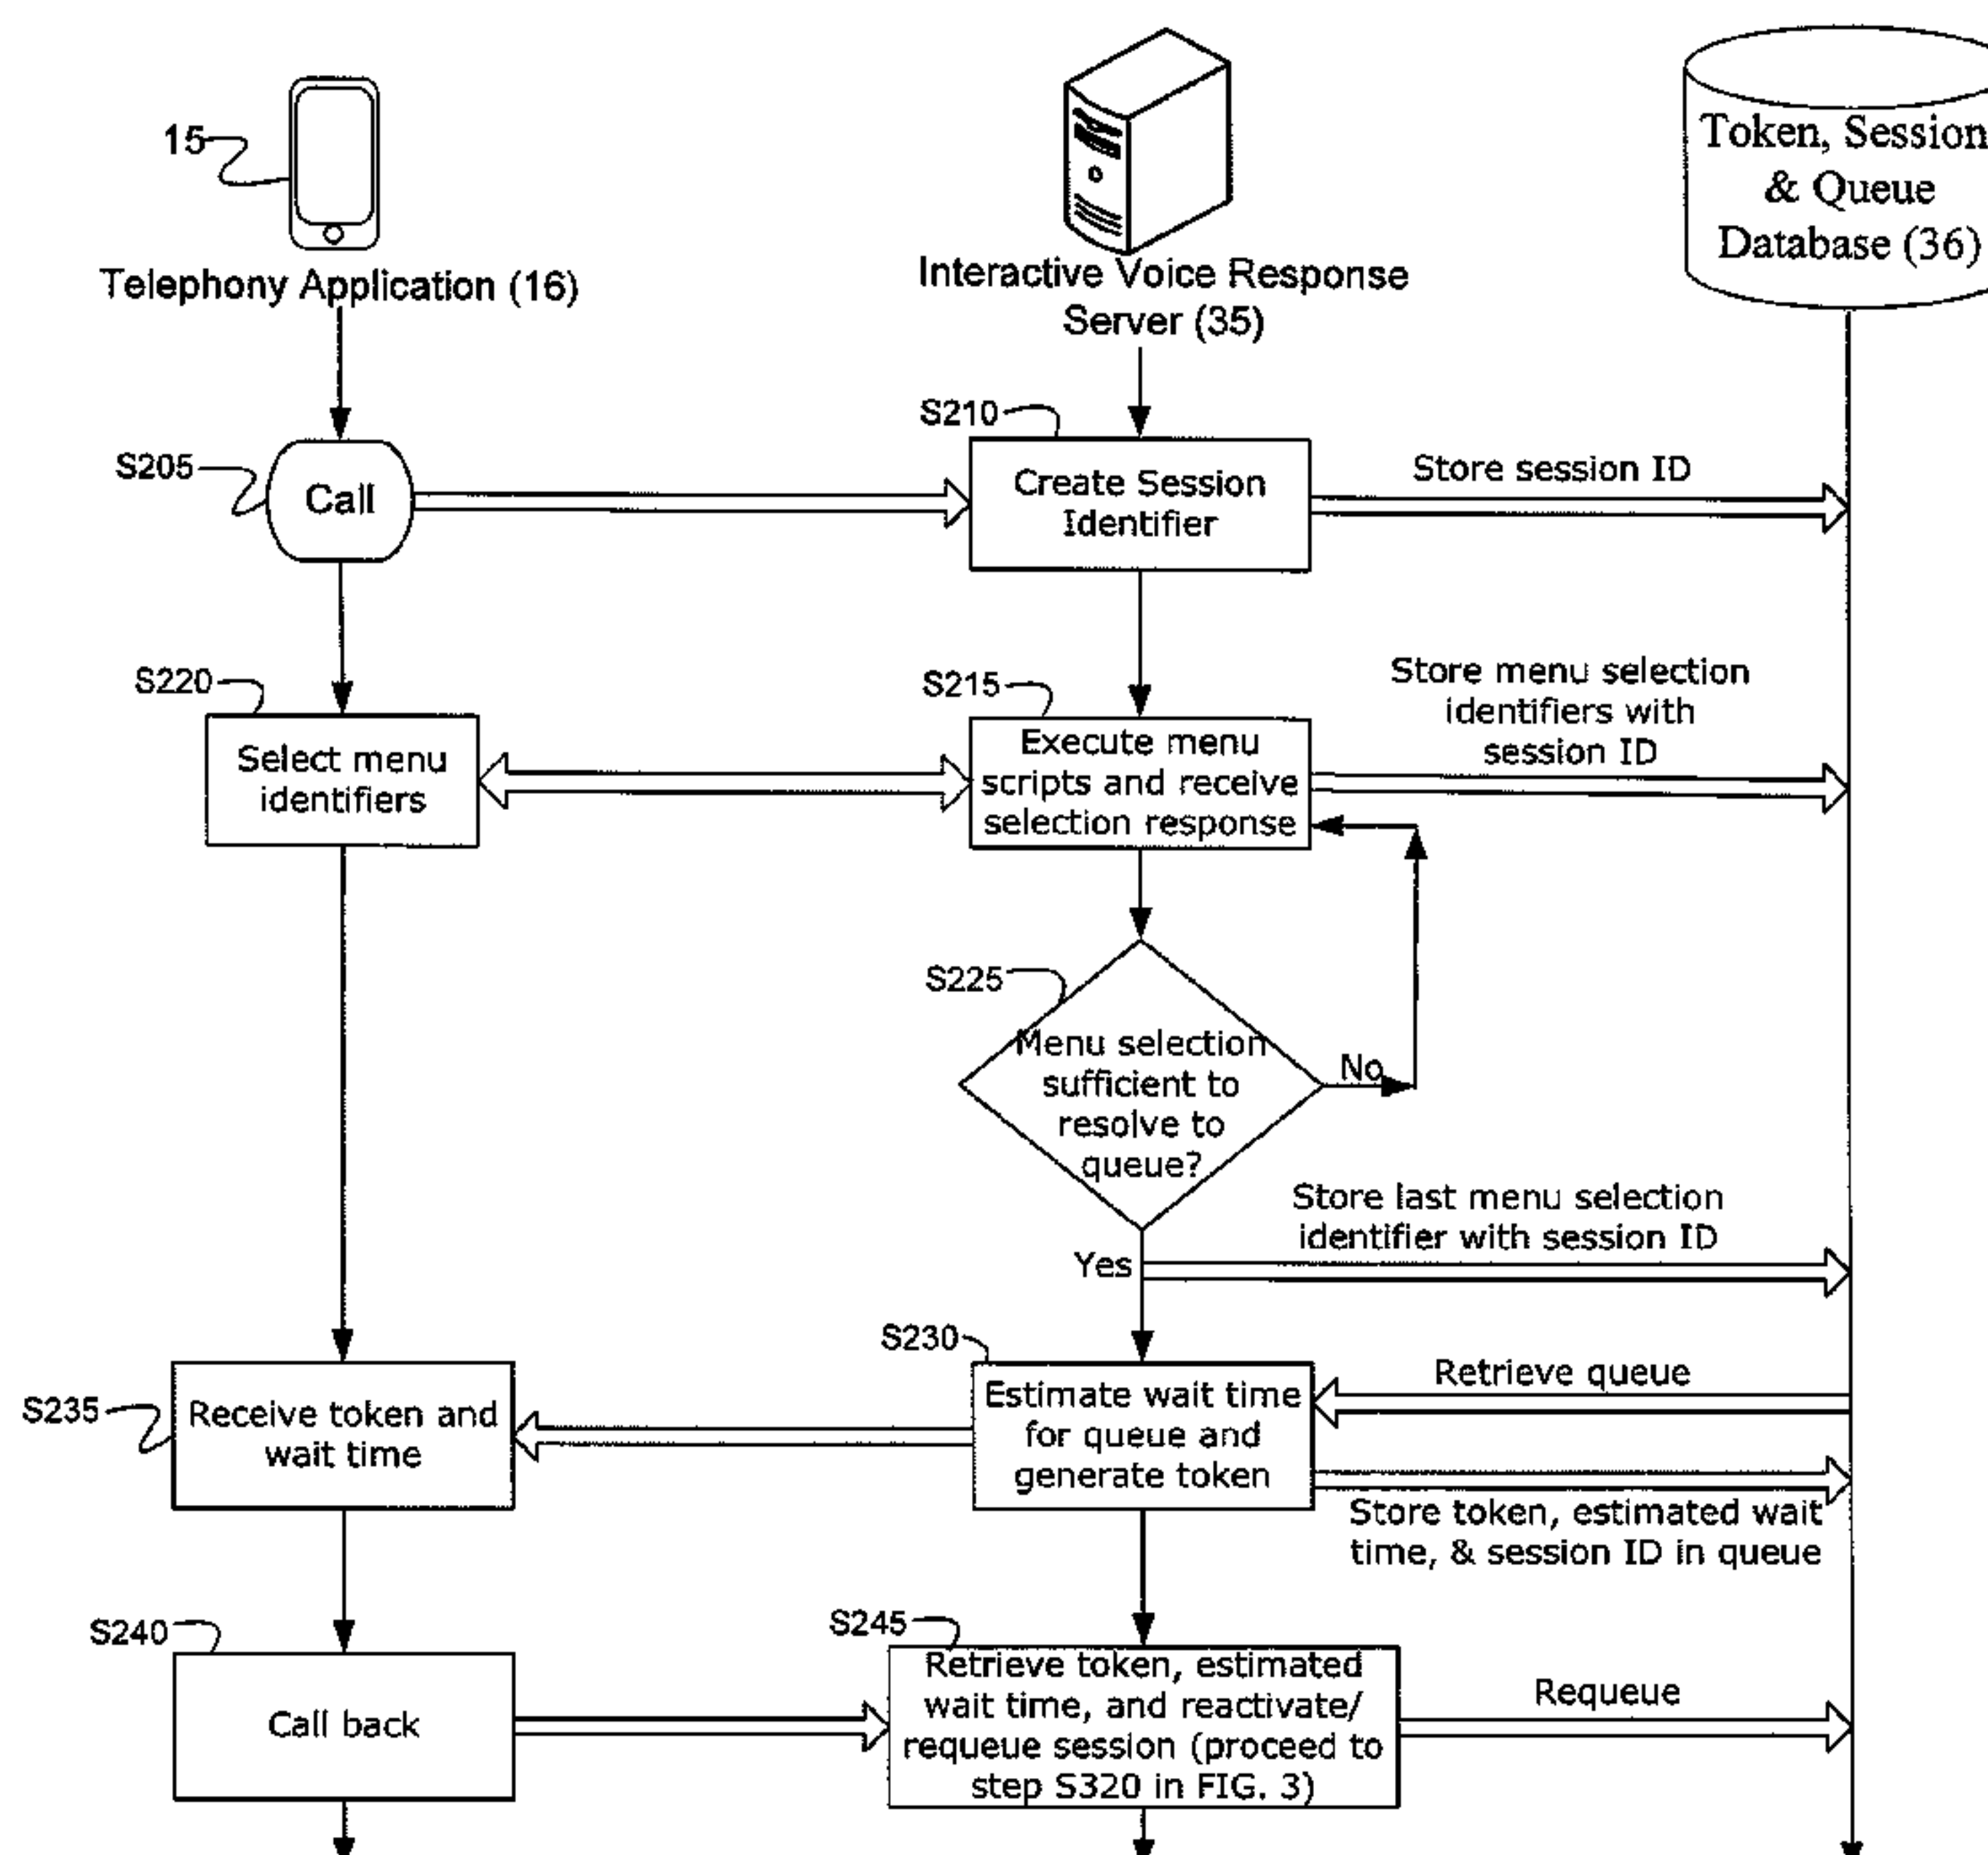 15
Telephony Application (16)
Interactive Voice Response
Server (35)
Token, Session
& Queue
Database (36)
S205
Call
S210
Create Session
Identifier
Store session ID
S220
Select menu
identifiers
S215
Execute menu
scripts and receive
selection response
Store menu selection
identifiers with
session ID
S225
Menu selection
sufficient to
resolve to
queue?
No
Yes
Store last menu selection
identifier with session ID
S230
Estimate wait time
for queue and
generate token
Retrieve queue
S235
Receive token and
wait time
Store token, estimated wait
time, & session ID in queue
S240
Call back
S245
Retrieve token, estimated
wait time, and reactivate/
requeue session (proceed to
step S320 in FIG. 3)
Requeue